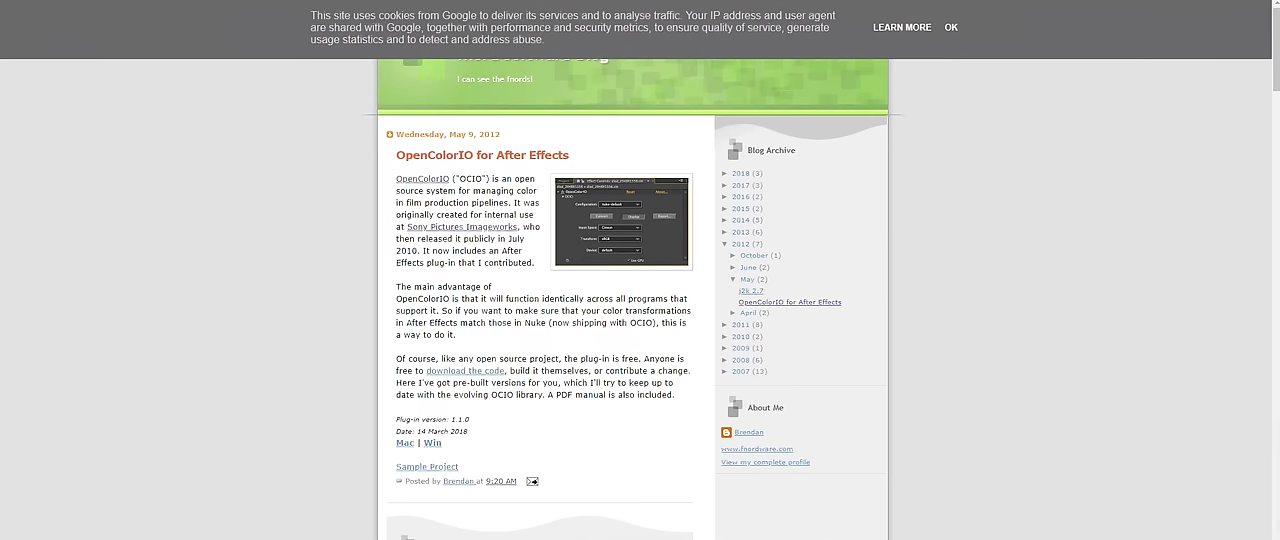 This site uses cookies from Google to deliver its services and to analyse traffic. Your IP address and user agent
are shared with Google, together with performance and security metrics, to ensure quality of service, generate
usage statistics and to detect and address abuse.
LEARN MORE OK
I can see the fnords!
Wednesday, May 9, 2012
OpenColorIO for After Effects
OpenColorIO ("OCIO") is an open
source system for managing color
in film production pipelines. It was
originally created for internal use
at Sony Pictures Imageworks, who
then released it publicly in July
2010. It now includes an After
Effects plug-in that I contributed.
The main advantage of
OpenColorIO is that it will function identically across all programs that
support it. So if you want to make sure that your color transformations
in After Effects match those in Nuke (now shipping with OCIO), this is
a way to do it.
Of course, like any open source project, the plug-in is free. Anyone is
free to download the code, build it themselves, or contribute a change.
Here I've got pre-built versions for you, which I'll try to keep up to
date with the evolving OCIO library. A PDF manual is also included.
Plug-in version: 1.1.0
Date: 14 March 2018
Mac | Win
Sample Project
Posted by Brendan at 9:20 AM
Blog Archive
► 2018 (3)
► 2017 (3)
► 2016 (2)
► 2015 (2)
► 2014 (5)
► 2013 (6)
▼ 2012 (7)
► October (1)
► June (2)
▼ May (2)
j2k 2.7
OpenColorIO for After Effects
► April (2)
► 2011 (8)
► 2010 (2)
► 2009 (1)
► 2008 (6)
► 2007 (13)
About Me
Brendan
www.fnordware.com
View my complete profile